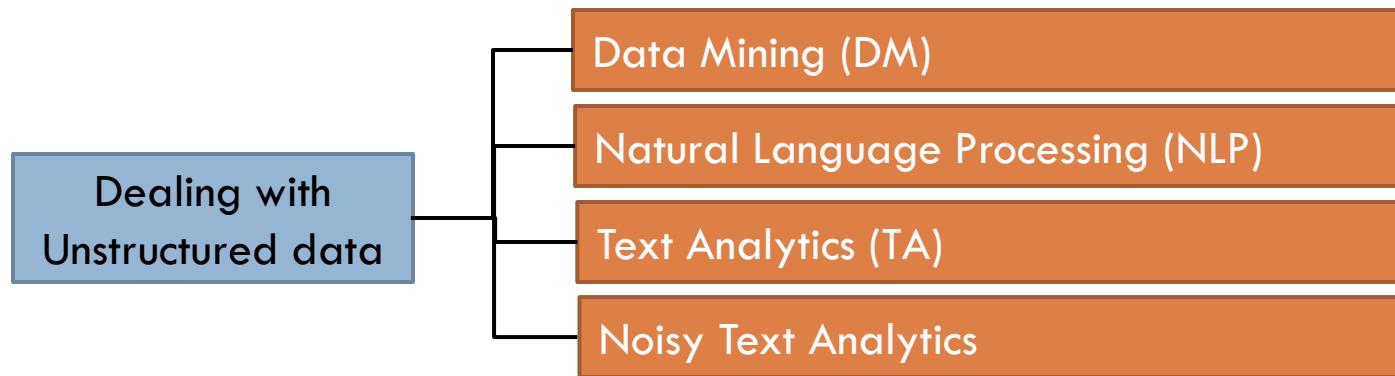 Data Mining (DM)
Natural Language Processing (NLP)
Dealing with
Unstructured data
Text Analytics (TA)
Noisy Text Analytics